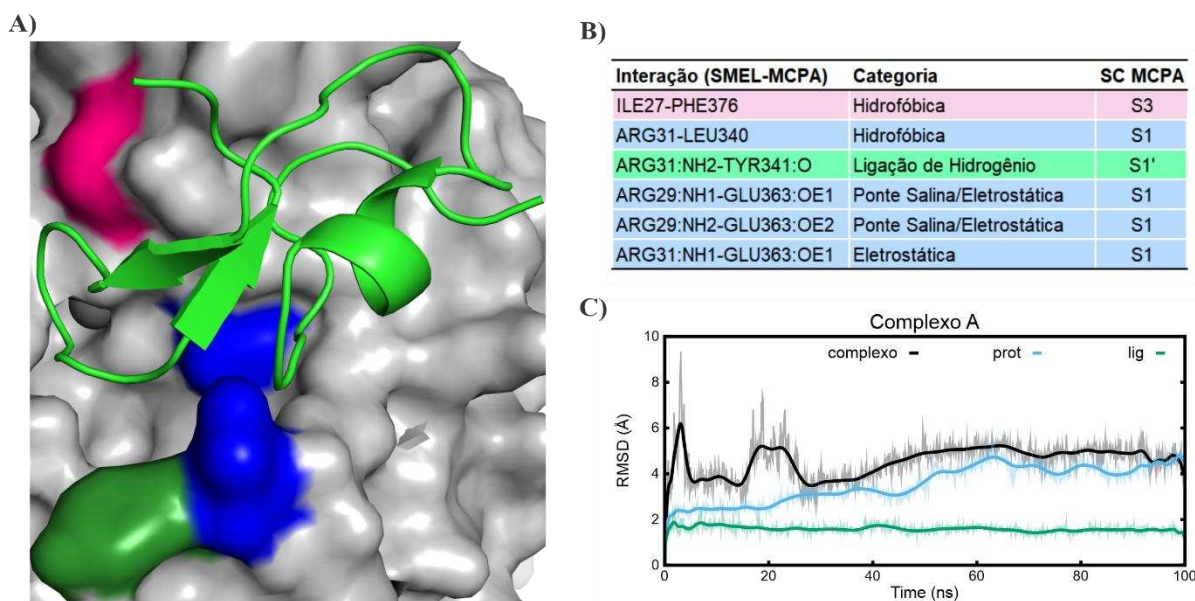 A)
B)
Interação (SMEL-MCPA) Categoria SC MCPA
ILE27-PHE376 Hidrofóbica S3
ARG31-LEU340 Hidrofóbica S1
ARG31:NH2-TYR341:O Ligação de Hidrogênio S1'
ARG29:NH1-GLU363:OE1 Ponte Salina/Eletrostática S1
ARG29:NH2-GLU363:OE2 Ponte Salina/Eletrostática S1
ARG31:NH1-GLU363:OE1 Eletrostática S1
C)
Complexo A
complexo prot lig
10
8
6
4
2
0
RMSD (Å)
0 20 40 60 80 100
Time (ns)